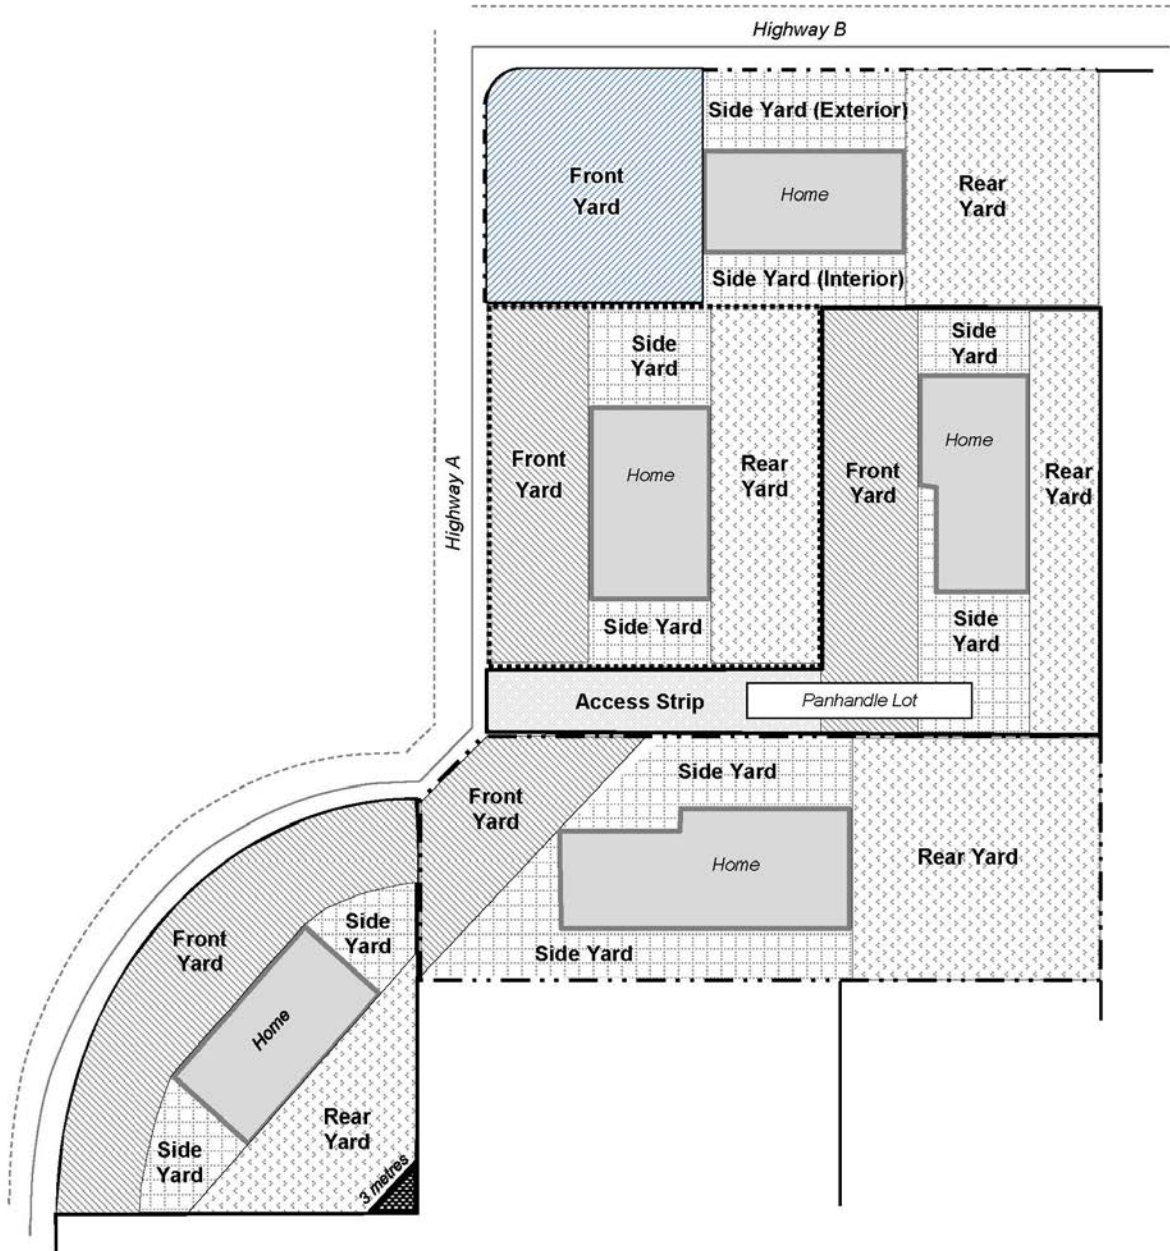 Highway B
Side Yard (Exterior)
Front
Yard
Home
Rear
Yard
Side Yard (Interior)
Side
Yard
Side
Yard
Highway A
Front
Yard
Home
Rear
Yard
Front
Yard
Home
Rear
Yard
Side Yard
Side
Yard
Access Strip
Panhandle Lot
Side Yard
Front
Yard
Home
Rear Yard
Side Yard
Side
Yard
Front
Yard
Home
Rear
Yard
Side
Yard
3 metres